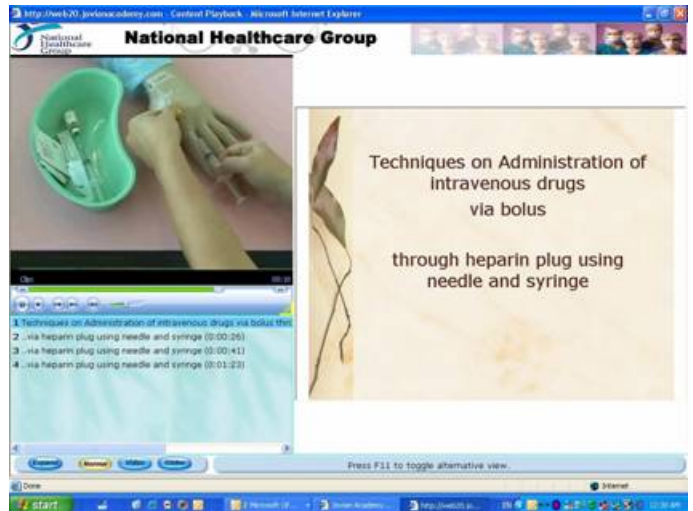 http://web20.jovianacademy.com - Content Playback - Microsoft Internet Explorer
National
Healthcare
Group
National Healthcare Group
Techniques on Administration of
intravenous drugs
via bolus
through heparin plug using
needle and syringe
1 Techniques on Administration of intravenous drugs via bolus thro
2 ..via heparin plug using needle and syringe (0:00:26)
3 ..via heparin plug using needle and syringe (0:00:41)
4 ..via heparin plug using needle and syringe (0:01:23)
Expand
Normal
Video
Slides
Press F11 to toggle alternative view.
Done
Internet
start
Jovian Academy